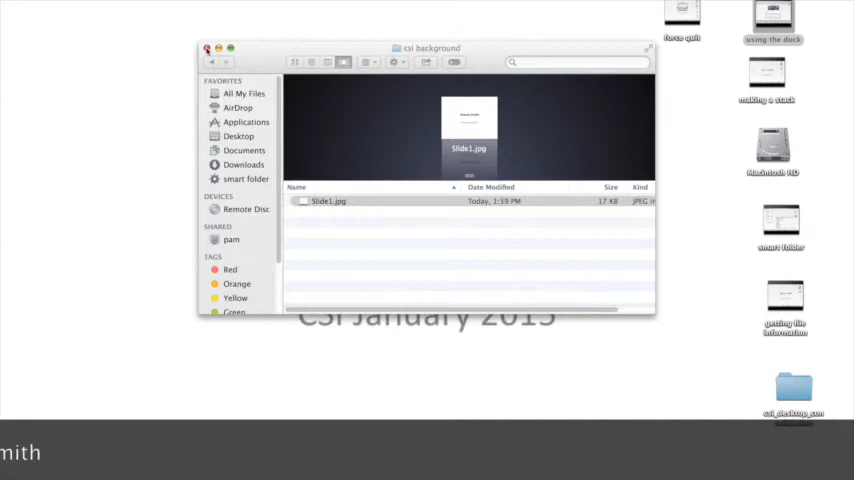 csi background
force quit
using the dock
making a stack
Macintosh HD
smart folder
getting file
information
FAVORITES
All My Files
AirDrop
Applications
Desktop
Documents
Downloads
smart folder
DEVICES
Remote Disc
SHARED
pam
TAGS
Red
Orange
Yellow
Green
Slide1.jpg
Name
Date Modified
Size
Kind
Slide1.jpg
Today, 1:39 PM
17 KB
JPEG in
CSI January 2015
csi_desktop_con
mith